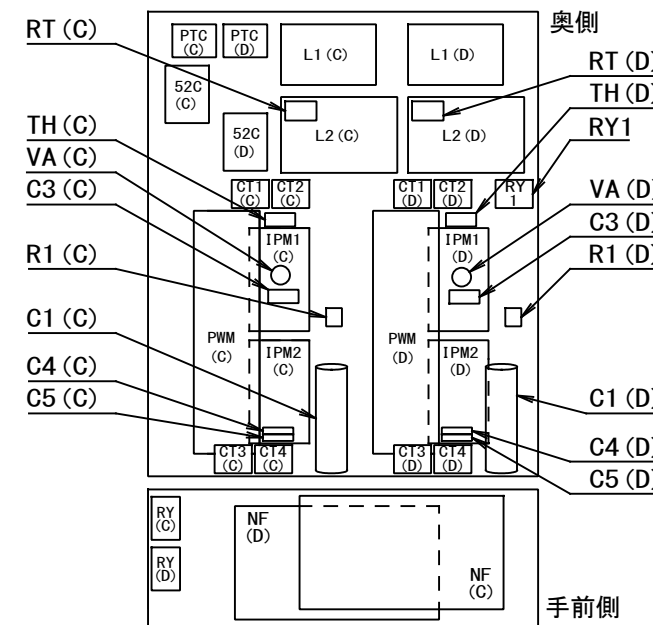 奥側
RT(C)
PTC
(C)
PTC
(D)
L1(C)
L1(D)
RT(D)
52C
(C)
TH(D)
TH(C)
52C
(D)
L2(C)
L2(D)
RY1
VA(C)
C3(C)
CT1
(C)
CT2
(C)
CT1
(D)
CT2
(D)
RY
1
VA(D)
C3(D)
R1(C)
IPM1
(C)
IPM1
(D)
R1(D)
C1(C)
PWM
(C)
IPM2
(C)
PWM
(D)
IPM2
(D)
C4(C)
C5(C)
C1(D)
C4(D)
C5(D)
CT3
(C)
CT4
(C)
CT3
(D)
CT4
(D)
RY
(C)
NF
(D)
RY
(D)
NF
(C)
手前側